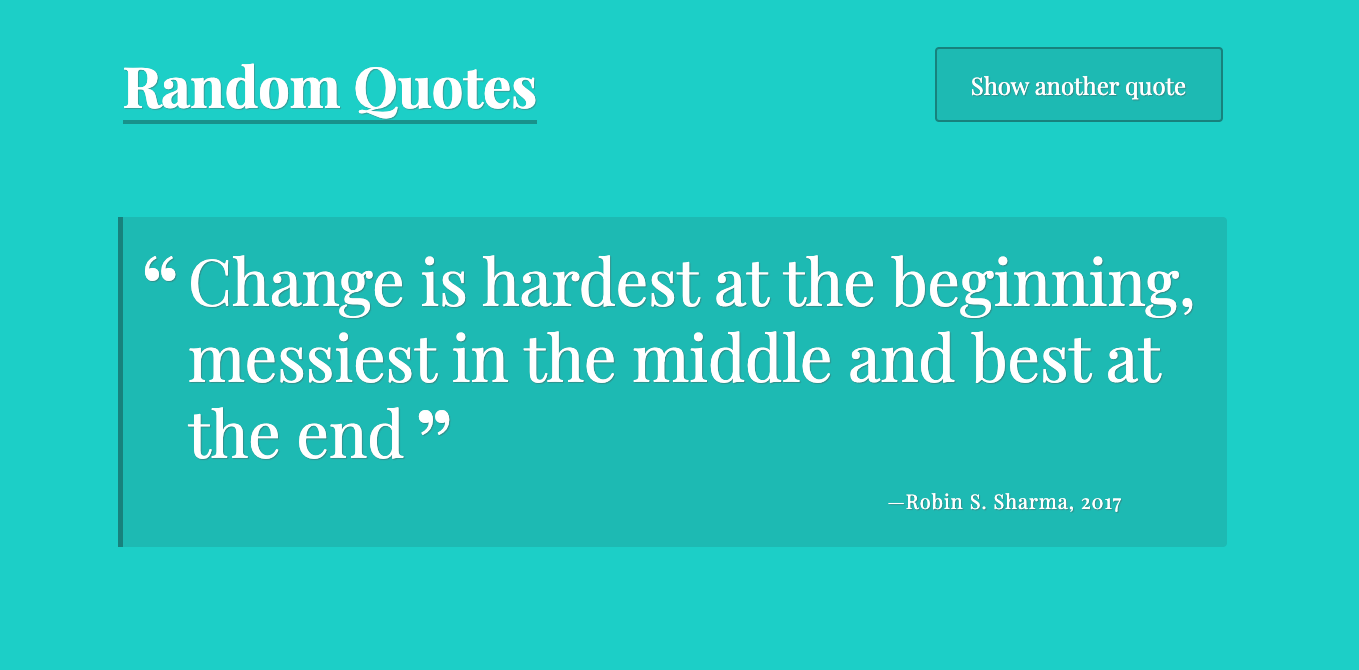 Random Quotes
Show another quote
“Change is hardest at the beginning,
messiest in the middle and best at
the end ”
—Robin S. Sharma, 2017